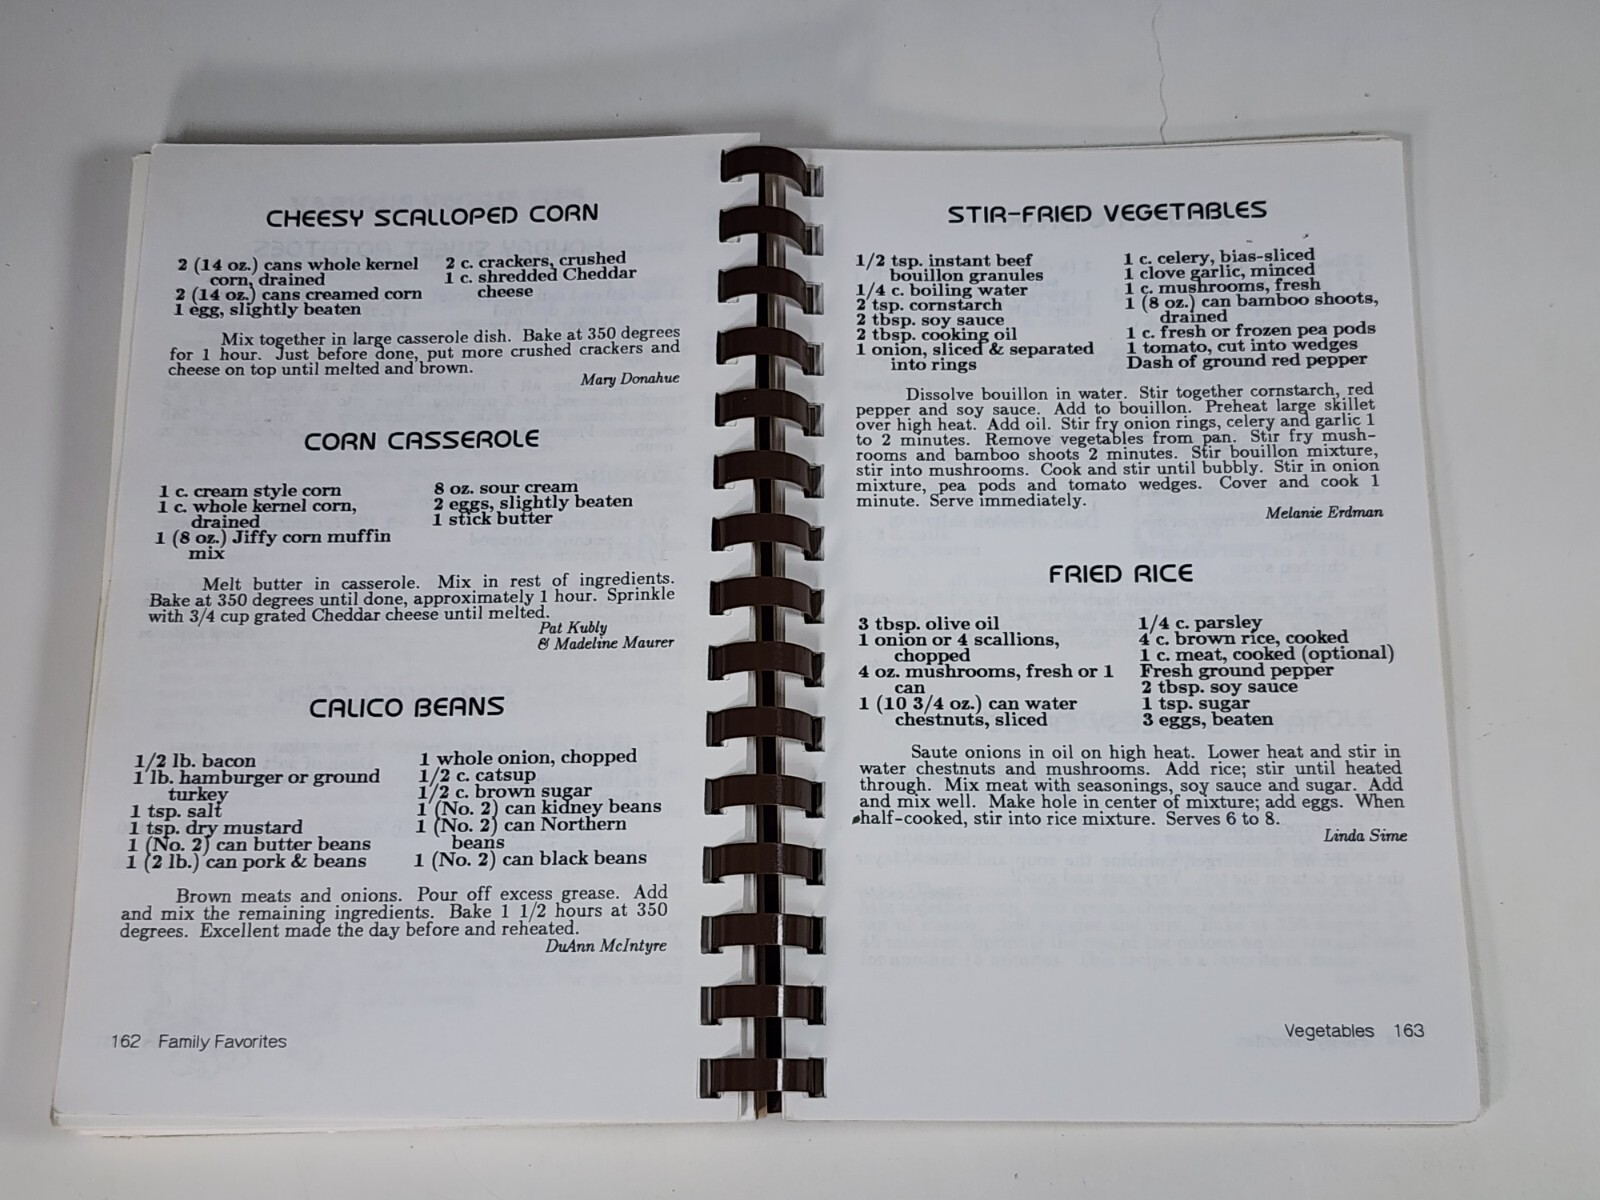 CHEESY SCALLOPED CORN
2 (14 oz.) cans whole kernel
corn, drained
2 (14 oz.) cans creamed corn
1 egg, slightly beaten
2 c. crackers, crushed
1 c. shredded Cheddar
cheese
Mix together in large casserole dish. Bake at 350 degrees
for 1 hour. Just before done, put more crushed crackers and
cheese on top until melted and brown.
Mary Donahue
CORN CASSEROLE
1 c. cream style corn
1 c. whole kernel corn,
drained
1 (8 oz.) Jiffy corn muffin
mix
8 oz. sour cream
2 eggs, slightly beaten
1 stick butter
Melt butter in casserole. Mix in rest of ingredients.
Bake at 350 degrees until done, approximately 1 hour. Sprinkle
with 3/4 cup grated Cheddar cheese until melted.
Pat Kubly
& Madeline Maurer
CALICO BEANS
1/2 lb. bacon
1 lb. hamburger or ground
turkey
1 tsp. salt
1 tsp. dry mustard
1 (No. 2) can butter beans
1 (2 lb.) can pork & beans
1 whole onion, chopped
1/2 c. catsup
1/2 c. brown sugar
1 (No. 2) can kidney beans
1 (No. 2) can Northern
beans
1 (No. 2) can black beans
Brown meats and onions. Pour off excess grease. Add
and mix the remaining ingredients. Bake 1 1/2 hours at 350
degrees. Excellent made the day before and reheated.
DuAnn McIntyre
162 Family Favorites
STIR-FRIED VEGETABLES
1/2 tsp. instant beef
bouillon granules
1/4 c. boiling water
2 tsp. cornstarch
2 tbsp. soy sauce
2 tbsp. cooking oil
1 onion, sliced & separated
into rings
1 c. celery, bias-sliced
1 clove garlic, minced
1 c. mushrooms, fresh
1 (8 oz.) can bamboo shoots,
drained
1 c. fresh or frozen pea pods
1 tomato, cut into wedges
Dash of ground red pepper
Dissolve bouillon in water. Stir together cornstarch, red
pepper and soy sauce. Add to bouillon. Preheat large skillet
over high heat. Add oil. Stir fry onion rings, celery and garlic 1
to 2 minutes. Remove vegetables from pan. Stir fry mush-
rooms and bamboo shoots 2 minutes. Stir bouillon mixture,
stir into mushrooms. Cook and stir until bubbly. Stir in onion
mixture, pea pods and tomato wedges. Cover and cook 1
minute. Serve immediately.
Melanie Erdman
FRIED RICE
3 tbsp. olive oil
1 onion or 4 scallions,
chopped
4 oz. mushrooms, fresh or 1
can
1 (10 3/4 oz.) can water
chestnuts, sliced
1/4 c. parsley
4 c. brown rice, cooked
1 c. meat, cooked (optional)
Fresh ground pepper
2 tbsp. soy sauce
1 tsp. sugar
3 eggs, beaten
Saute onions in oil on high heat. Lower heat and stir in
water chestnuts and mushrooms. Add rice; stir until heated
through. Mix meat with seasonings, soy sauce and sugar. Add
and mix well. Make hole in center of mixture; add eggs. When
half-cooked, stir into rice mixture. Serves 6 to 8.
Linda Sime
Vegetables 163